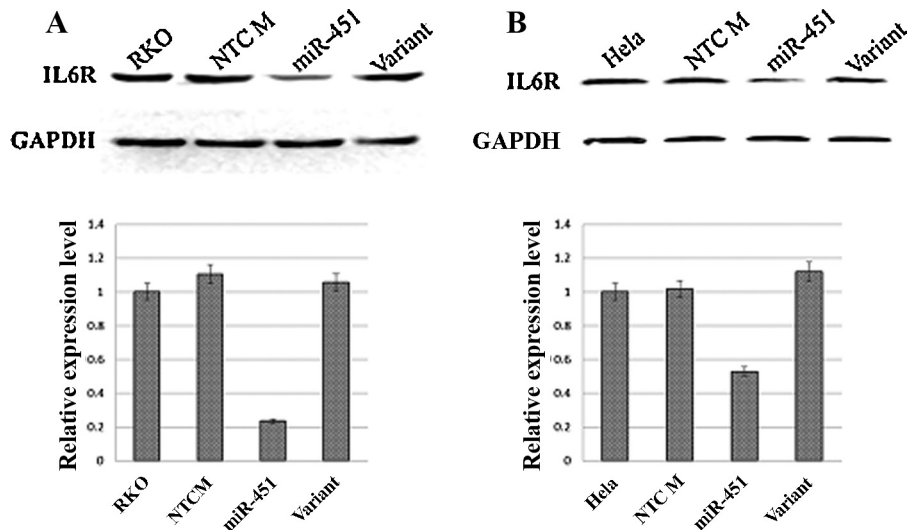 A
RKO
NTC M
miR-451
Variant
IL6R
GAPDH
B
Hela
NTC M
miR-451
Variant
IL6R
GAPDH
Relative expression level
1.4
1.2
1
0.8
0.6
0.4
0.2
0
RKO
NTCM
miR-451
Variant
Relative expression level
1.4
1.2
1
0.8
0.6
0.4
0.2
0
Hela
NTC M
miR-451
Variant